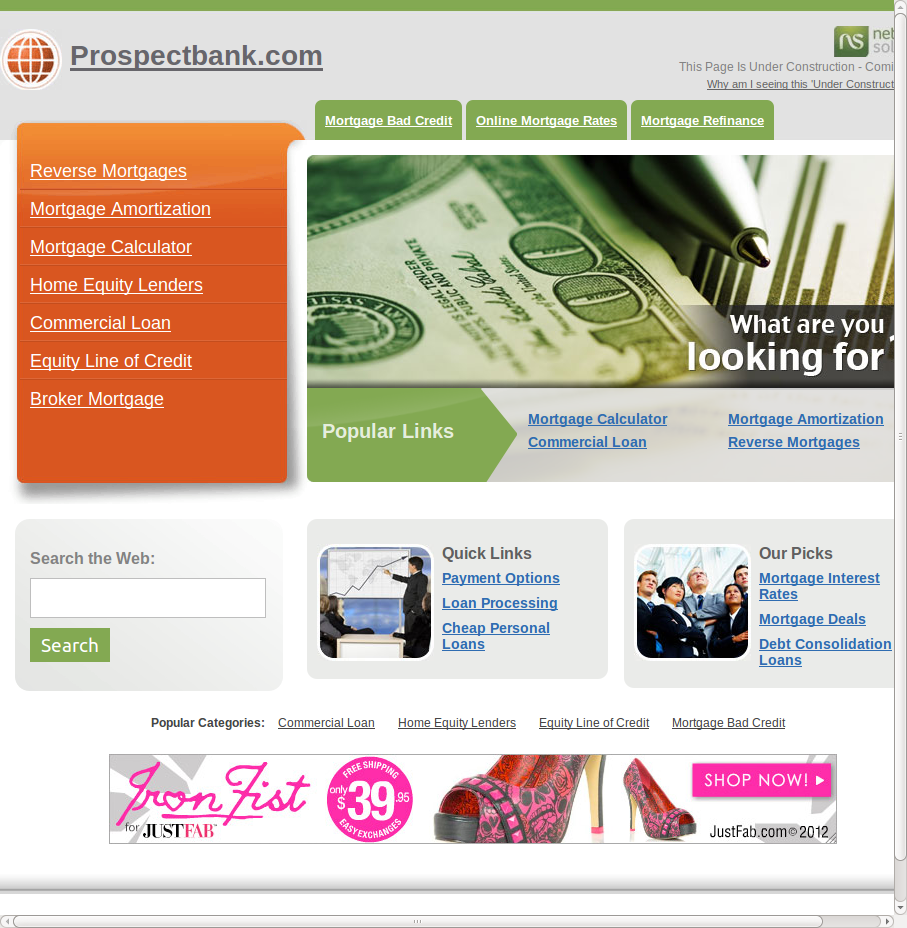 Prospectbank.com
ns
net
sol
This Page Is Under Construction - Comi
Why am I seeing this 'Under Construct
Mortgage Bad Credit
Online Mortgage Rates
Mortgage Refinance
Reverse Mortgages
Mortgage Amortization
Mortgage Calculator
Home Equity Lenders
Commercial Loan
Equity Line of Credit
Broker Mortgage
What are you
looking for
Popular Links
Mortgage Calculator
Mortgage Amortization
Commercial Loan
Reverse Mortgages
Search the Web:
Search
Quick Links
Payment Options
Loan Processing
Cheap Personal
Loans
Our Picks
Mortgage Interest
Rates
Mortgage Deals
Debt Consolidation
Loans
Popular Categories:
Commercial Loan
Home Equity Lenders
Equity Line of Credit
Mortgage Bad Credit
Iron Fist
for JUSTFAB
FREE SHIPPING
only $39.95
EASY EXCHANGES
SHOP NOW!
JustFab.com© 2012